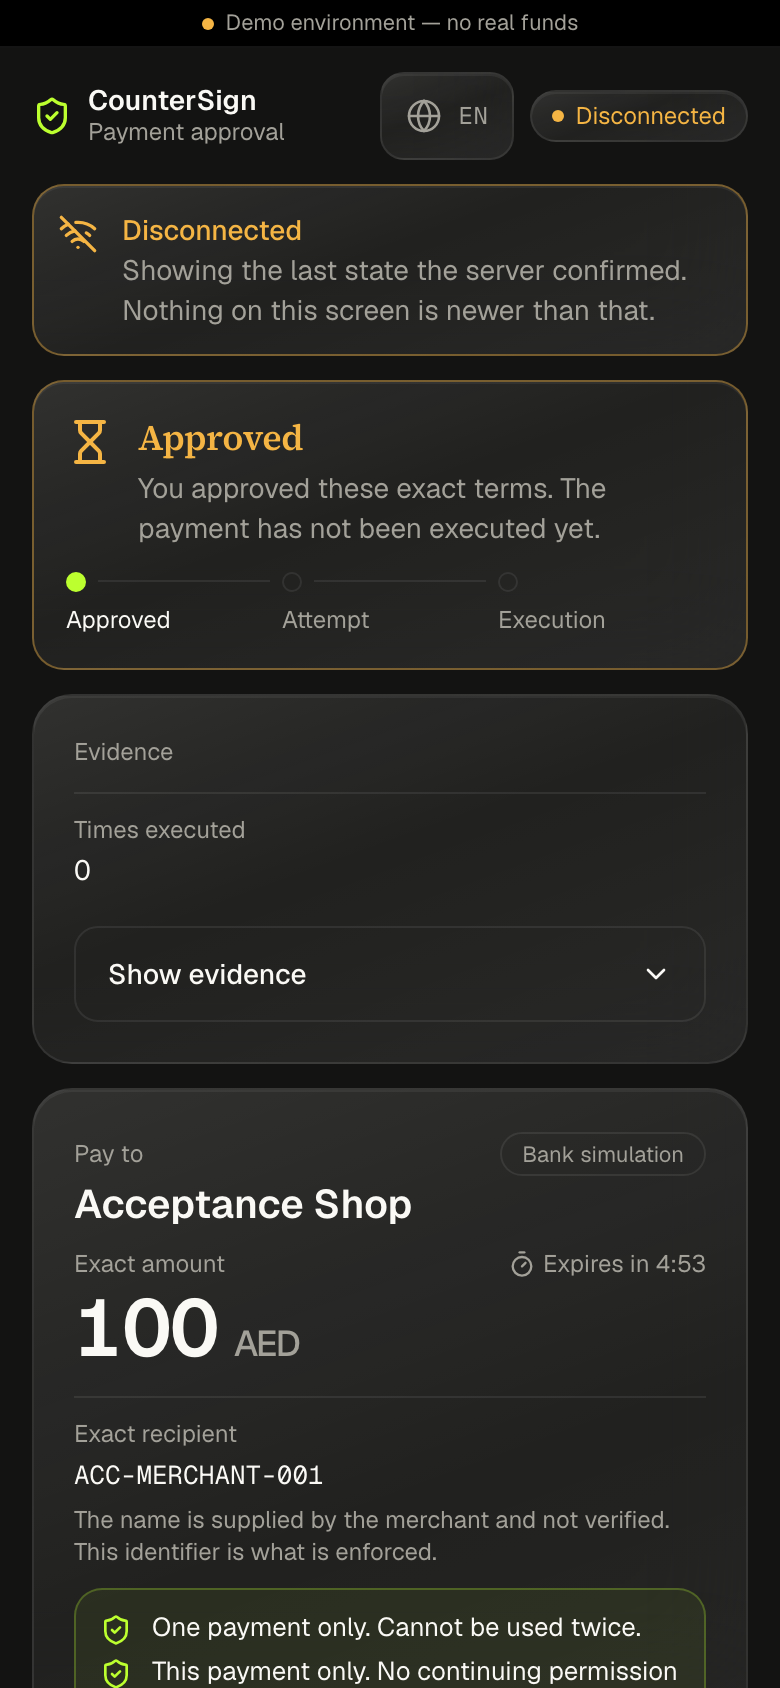 Demo environment — no real funds
CounterSign
Payment approval
EN
Disconnected
Disconnected
Showing the last state the server confirmed.
Nothing on this screen is newer than that.
Approved
You approved these exact terms. The
payment has not been executed yet.
Approved
Attempt
Execution
Evidence
Times executed
0
Show evidence
Pay to
Bank simulation
Acceptance Shop
Exact amount
Expires in 4:53
100 AED
Exact recipient
ACC-MERCHANT-001
The name is supplied by the merchant and not verified.
This identifier is what is enforced.
One payment only. Cannot be used twice.
This payment only. No continuing permission